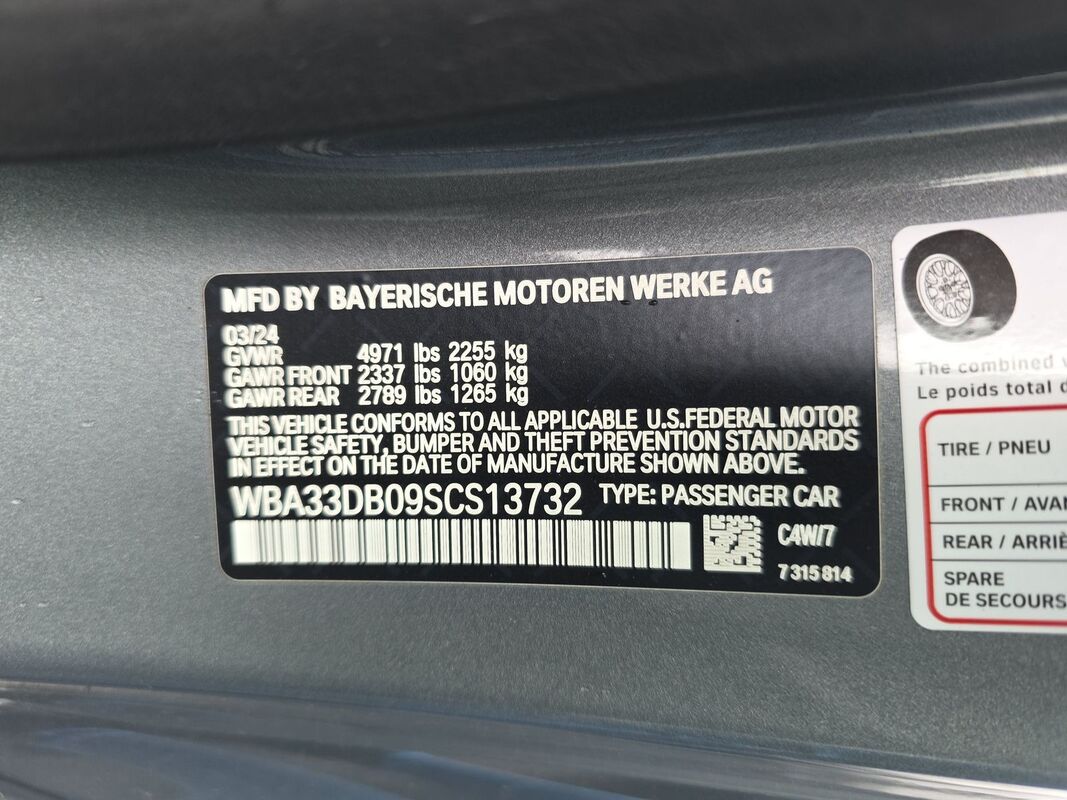 MFD BY BAYERISCHE MOTOREN WERKE AG
03/24
GVWR 4971 lbs 2255 kg
GAWR FRONT 2337 lbs 1060 kg
GAWR REAR 2789 lbs 1265 kg
THIS VEHICLE CONFORMS TO ALL APPLICABLE U.S.FEDERAL MOTOR
VEHICLE SAFETY, BUMPER AND THEFT PREVENTION STANDARDS
IN EFFECT ON THE DATE OF MANUFACTURE SHOWN ABOVE.
WBA33DB09SCS13732 TYPE: PASSENGER CAR
C4W/7
7 315 814
The combined
Le poids total
TIRE / PNEU
FRONT /
REAR /
SPARE
DE SECOURS